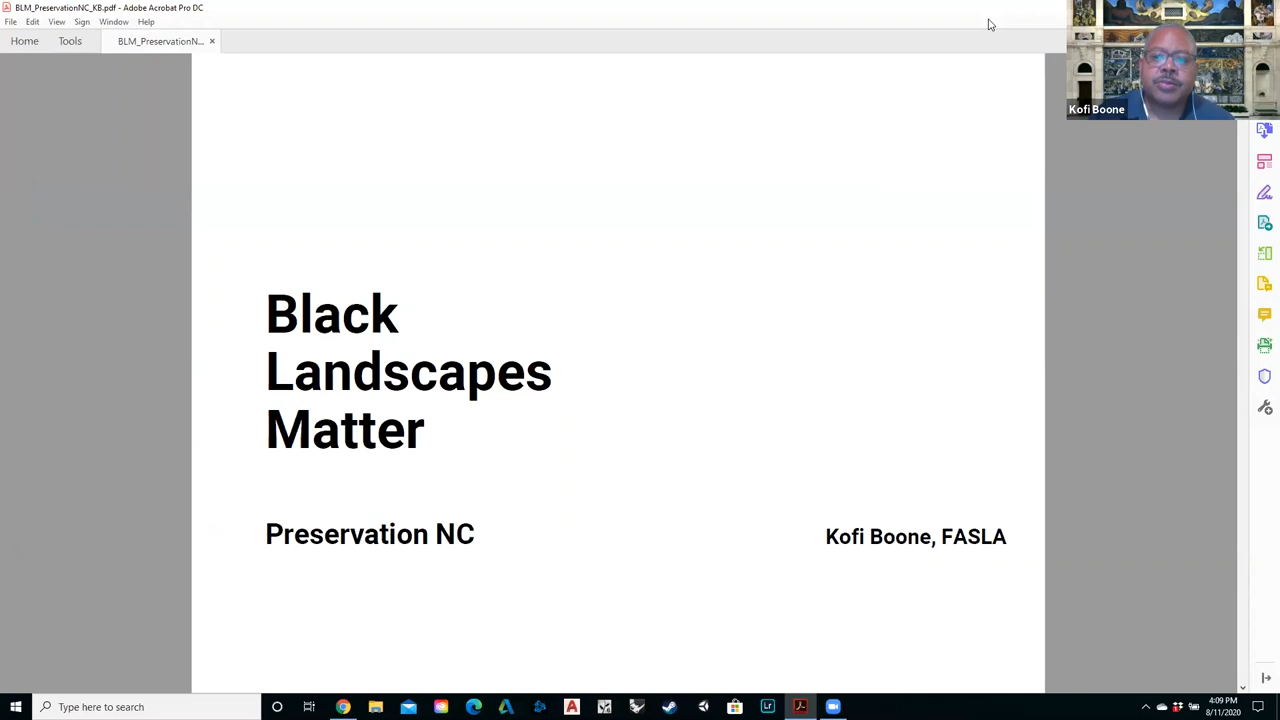 BLM_PreservationNC_KB.pdf - Adobe Acrobat Pro DC
File Edit View Sign Window Help
Home Tools BLM_PreservationN... ×
Kofi Boone
Black
Landscapes
Matter
Preservation NC
Kofi Boone, FASLA
Type here to search
4:09 PM
8/11/2020